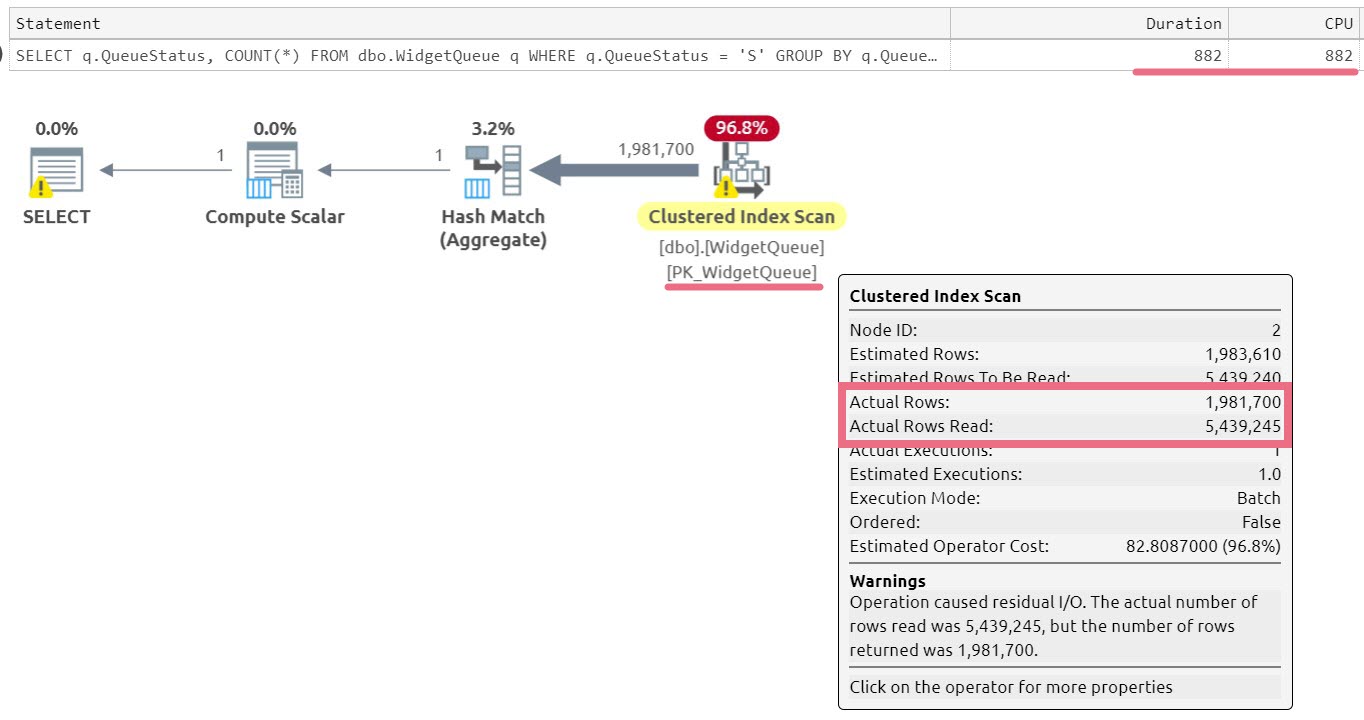 Statement Duration CPU
SELECT q.QueueStatus, COUNT(*) FROM dbo.WidgetQueue q WHERE q.QueueStatus = 'S' GROUP BY q.Queue… 882 882
0.0% 0.0% 3.2% 96.8%
1 1 1,981,700
SELECT Compute Scalar Hash Match Clustered Index Scan
(Aggregate) [dbo].[WidgetQueue]
[PK_WidgetQueue]
Clustered Index Scan
Node ID: 2
Estimated Rows: 1,983,610
Estimated Rows To Be Read: 5,439,240
Actual Rows: 1,981,700
Actual Rows Read: 5,439,245
Actual Executions: 1
Estimated Executions: 1.0
Execution Mode: Batch
Ordered: False
Estimated Operator Cost: 82.8087000 (96.8%)
Warnings
Operation caused residual I/O. The actual number of
rows read was 5,439,245, but the number of rows
returned was 1,981,700.
Click on the operator for more properties